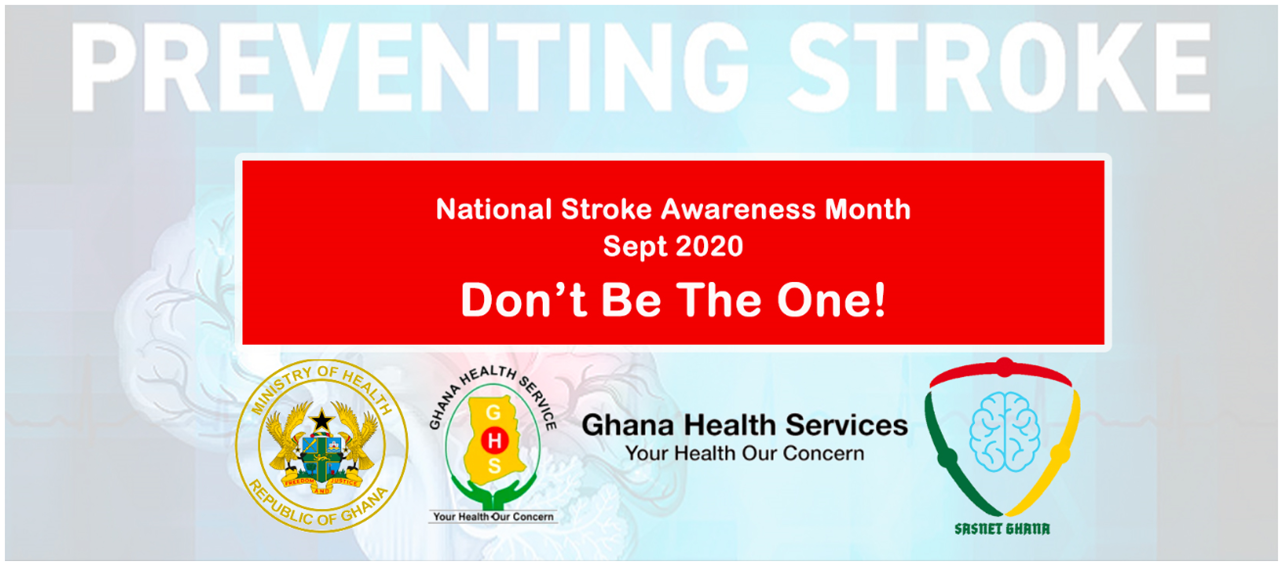 PREVENTING STROKE
National Stroke Awareness Month
Sept 2020
Don't Be The One!
MINISTRY OF HEALTH
FREEDOM AND JUSTICE
REPUBLIC OF GHANA
GHANA HEALTH SERVICE
G
H
S
Your Health Our Concern
Ghana Health Services
Your Health Our Concern
SASNET GHANA